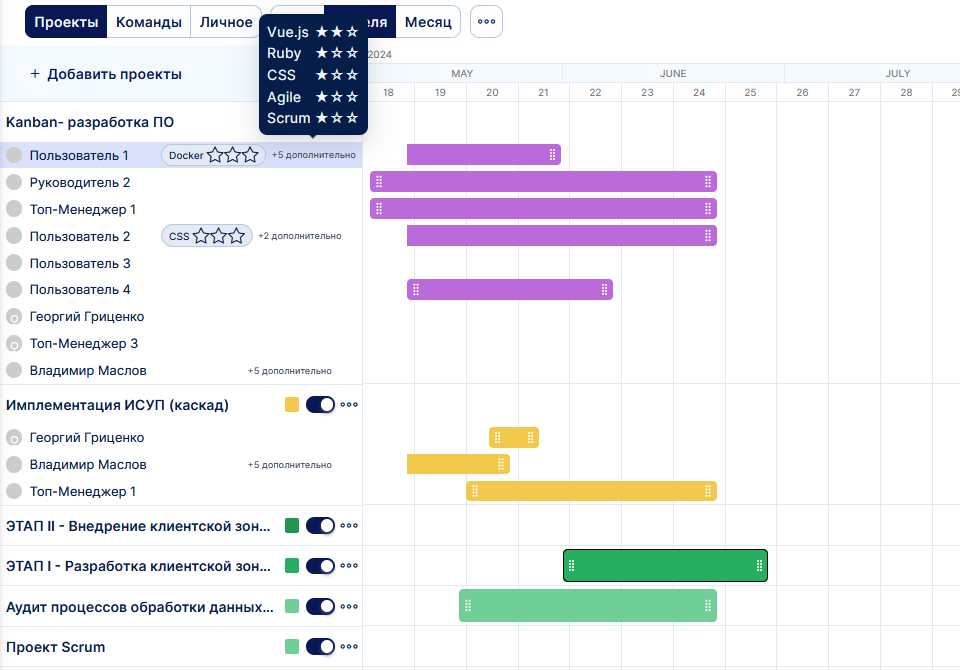 Проекты Команды Личное еля Месяц
2024
+ Добавить проекты
Vue.js ★★☆
Ruby ★☆☆
CSS ★☆☆
Agile ★☆☆
Scrum ★☆☆
MAY JUNE JULY
18 19 20 21 22 23 24 25 26 27 28 29
Kanban- разработка ПО
Пользователь 1 Docker ☆☆☆ +5 дополнительно
Руководитель 2
Топ-Менеджер 1
Пользователь 2 CSS ☆☆☆ +2 дополнительно
Пользователь 3
Пользователь 4
Георгий Гриценко
Топ-Менеджер 3
Владимир Маслов +5 дополнительно
Имплементация ИСУП (каскад)
Георгий Гриценко
Владимир Маслов +5 дополнительно
Топ-Менеджер 1
ЭТАП II - Внедрение клиентской зон...
ЭТАП I - Разработка клиентской зон...
Аудит процессов обработки данных...
Проект Scrum